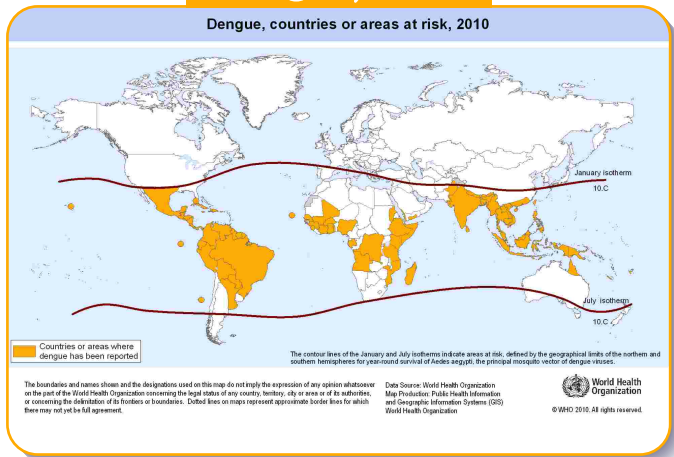 Dengue, countries or areas at risk, 2010
January isotherm
10.C
July isotherm
10.C
Countries or areas where
dengue has been reported
The contour lines of the January and July isotherms indicate areas at risk, defined by the geographical limits of the northern and
southern hemispheres for year-round survival of Aedes aegypti, the principal mosquito vector of dengue viruses.
The boundaries and names shown and the designations used on this map do not imply the expression of any opinion whatsoever
on the part of the World Health Organization concerning the legal status of any country, territory, city or area or of its authorities,
or concerning the delimitation of its frontiers or boundaries. Dotted lines on maps represent approximate border lines for which
there may not yet be full agreement.
Data Source: World Health Organization
Map Production: Public Health Information
and Geographic Information Systems (GIS)
World Health Organization
World Health
Organization
© WHO 2010. All rights reserved.